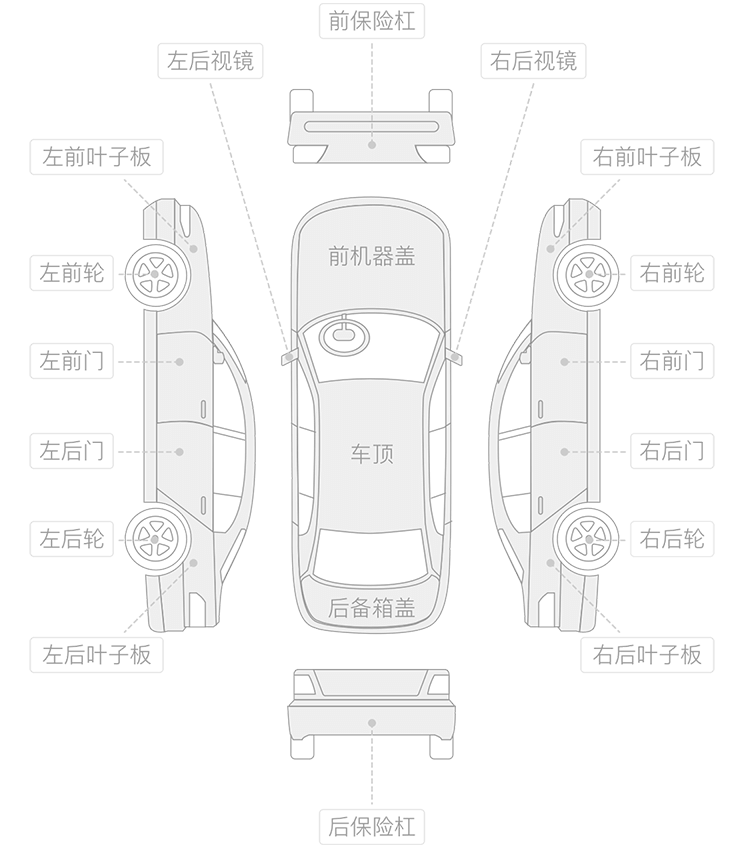 前保险杠
左后视镜
右后视镜
左前叶子板
右前叶子板
前机器盖
左前轮
右前轮
左前门
右前门
左后门
车顶
右后门
左后轮
右后轮
后备箱盖
左后叶子板
右后叶子板
后保险杠